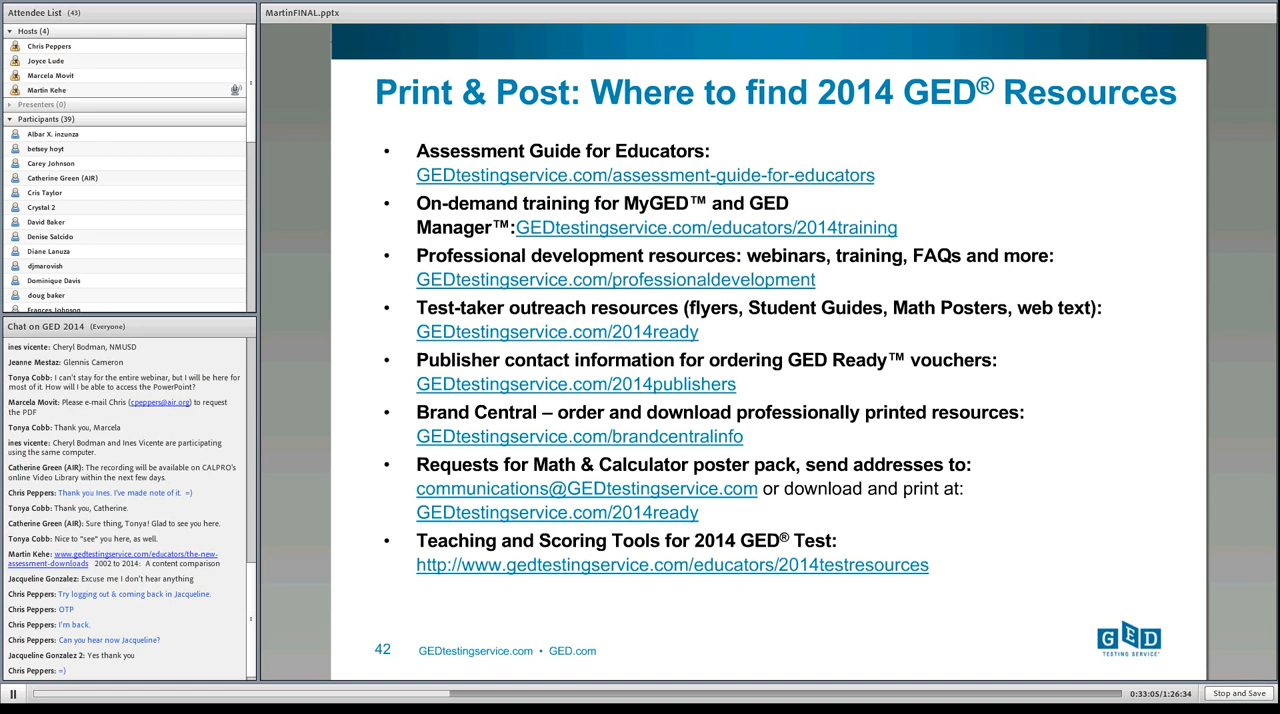 Attendee List (43)
Hosts (4)
Chris Peppers
Joyce Lude
Marcela Movit
Martin Kehe
Presenters (0)
Participants (39)
Albar X. inzunza
betsey hoyt
Carey Johnson
Catherine Green (AIR)
Cris Taylor
Crystal 2
David Baker
Denise Salcido
Diane Lanuza
djmarovish
Dominique Davis
doug baker
Frances Johnson
Chat on GED 2014 (Everyone)
ines vicente: Cheryl Bodman, NMUSD
Jeanne Mestaz: Glennis Cameron
Tonya Cobb: I can't stay for the entire webinar, but I will be here for
most of it. How will I be able to access the PowerPoint?
Marcela Movit: Please e-mail Chris (cpeppers@air.org) to request
the PDF
Tonya Cobb: Thank you, Marcela
ines vicente: Cheryl Bodman and Ines Vicente are participating
using the same computer.
Catherine Green (AIR): The recording will be available on CALPRO's
online Video Library within the next few days.
Chris Peppers: Thank you Ines. I've made note of it. =)
Tonya Cobb: Thank you, Catherine.
Catherine Green (AIR): Sure thing, Tonya! Glad to see you here.
Tonya Cobb: Nice to "see" you here, as well.
Martin Kehe: www.gedtestingservice.com/educators/the-new-
assessment-downloads 2002 to 2014: A content comparison
Jacqueline Gonzalez: Excuse me I don't hear anything
Chris Peppers: Try logging out & coming back in Jacqueline.
Chris Peppers: OTP
Chris Peppers: I'm back.
Chris Peppers: Can you hear now Jacqueline?
Jacqueline Gonzalez 2: Yes thank you
Chris Peppers: =)
MartinFINAL.pptx
Print & Post: Where to find 2014 GED® Resources
• Assessment Guide for Educators:
GEDtestingservice.com/assessment-guide-for-educators
• On-demand training for MyGED™ and GED
Manager™:GEDtestingservice.com/educators/2014training
• Professional development resources: webinars, training, FAQs and more:
GEDtestingservice.com/professionaldevelopment
• Test-taker outreach resources (flyers, Student Guides, Math Posters, web text):
GEDtestingservice.com/2014ready
• Publisher contact information for ordering GED Ready™ vouchers:
GEDtestingservice.com/2014publishers
• Brand Central – order and download professionally printed resources:
GEDtestingservice.com/brandcentralinfo
• Requests for Math & Calculator poster pack, send addresses to:
communications@GEDtestingservice.com or download and print at:
GEDtestingservice.com/2014ready
• Teaching and Scoring Tools for 2014 GED® Test:
http://www.gedtestingservice.com/educators/2014testresources
42 GEDtestingservice.com • GED.com
GED
TESTING SERVICE®
0:33:05/1:26:34
Stop and Save